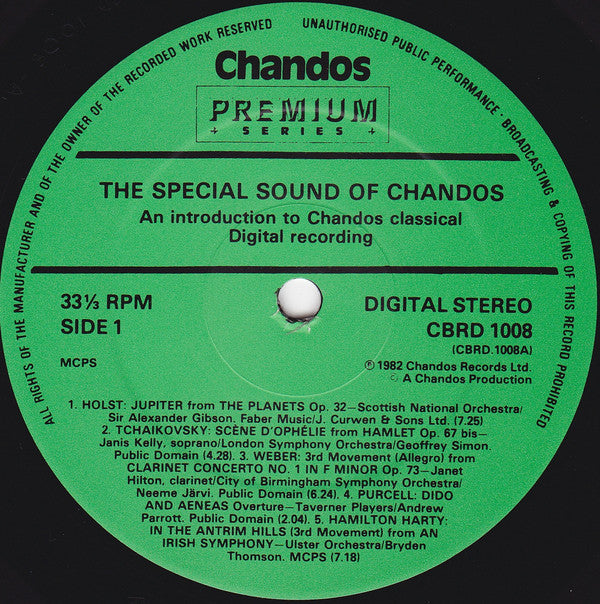 ALL RIGHTS OF THE MANUFACTURER AND OF THE OWNER OF THE RECORDED WORK RESERVED
UNAUTHORISED PUBLIC PERFORMANCE · BROADCASTING & COPYING OF THIS RECORD PROHIBITED
Chandos
PREMIUM
+ SERIES +
THE SPECIAL SOUND OF CHANDOS
An introduction to Chandos classical
Digital recording
33⅓ RPM
SIDE 1
MCPS
DIGITAL STEREO
CBRD 1008
(CBRD.1008A)
℗ 1982 Chandos Records Ltd.
A Chandos Production
1. HOLST: JUPITER from THE PLANETS Op. 32—Scottish National Orchestra/
Sir Alexander Gibson. Faber Music/J. Curwen & Sons Ltd. (7.25)
2. TCHAIKOVSKY: SCÈNE D'OPHÉLIE from HAMLET Op. 67 bis—
Janis Kelly, soprano/London Symphony Orchestra/Geoffrey Simon.
Public Domain (4.28). 3. WEBER: 3rd Movement (Allegro) from
CLARINET CONCERTO NO. 1 IN F MINOR Op. 73—Janet
Hilton, clarinet/City of Birmingham Symphony Orchestra/
Neeme Järvi. Public Domain (6.24). 4. PURCELL: DIDO
AND AENEAS Overture—Taverner Players/Andrew
Parrott. Public Domain (2.04). 5. HAMILTON HARTY:
IN THE ANTRIM HILLS (3rd Movement) from AN
IRISH SYMPHONY—Ulster Orchestra/Bryden
Thomson. MCPS (7.18)